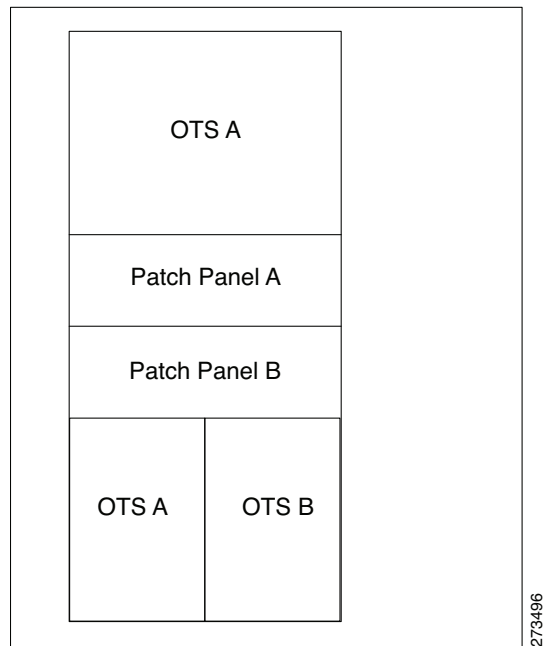 OTS A
Patch Panel A
Patch Panel B
OTS A
OTS B
273496